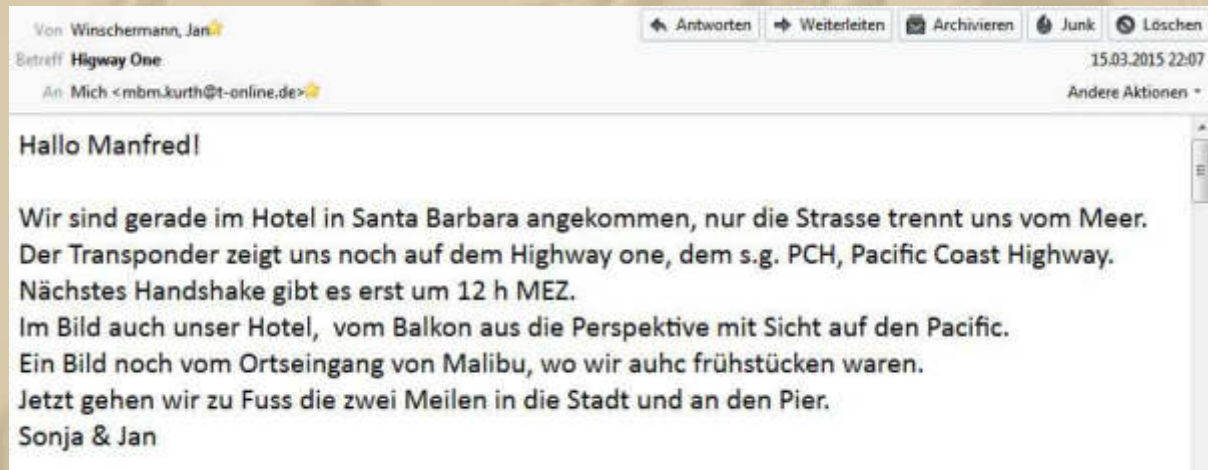 Von Winschermann, Jan
Antworten Weiterleiten Archivieren Junk Löschen
Betreff Higway One
15.03.2015 22:07
An Mich <mbm.kurth@t-online.de>
Andere Aktionen
Hallo Manfred!
Wir sind gerade im Hotel in Santa Barbara angekommen, nur die Strasse trennt uns vom Meer.
Der Transponder zeigt uns noch auf dem Highway one, dem s.g. PCH, Pacific Coast Highway.
Nächstes Handshake gibt es erst um 12 h MEZ.
Im Bild auch unser Hotel, vom Balkon aus die Perspektive mit Sicht auf den Pacific.
Ein Bild noch vom Ortseingang von Malibu, wo wir auhc frühstücken waren.
Jetzt gehen wir zu Fuss die zwei Meilen in die Stadt und an den Pier.
Sonja & Jan